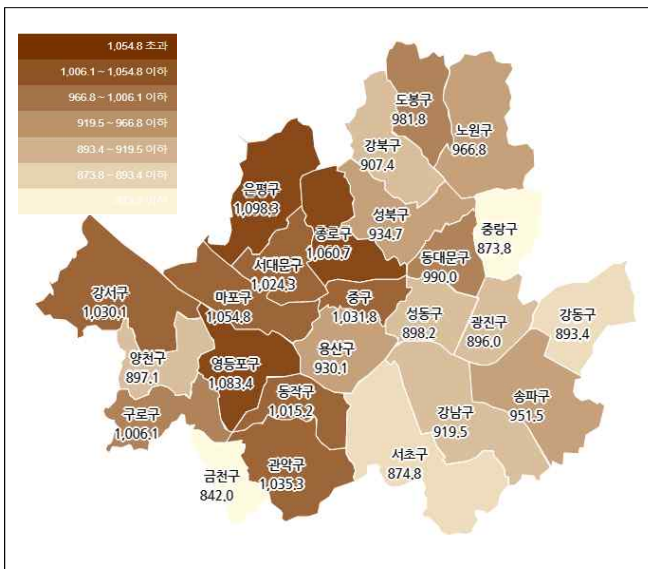 1,054.8 초과
1,006.1 ~ 1,054.8 이하
966.8 ~ 1,006.1 이하
919.5 ~ 966.8 이하
893.4 ~ 919.5 이하
873.8 ~ 893.4 이하
도봉구
981.8
노원구
966.8
강북구
907.4
은평구
1,098.3
성북구
934.7
중랑구
873.8
종로구
1,060.7
동대문구
990.0
서대문구
1,024.3
강서구
1,030.1
마포구
1,054.8
중구
1,031.8
성동구
898.2
광진구
896.0
강동구
893.4
양천구
897.1
영등포구
1,083.4
용산구
930.1
송파구
951.5
구로구
1,006.1
동작구
1,015.2
강남구
919.5
서초구
874.8
금천구
842.0
관악구
1,035.3